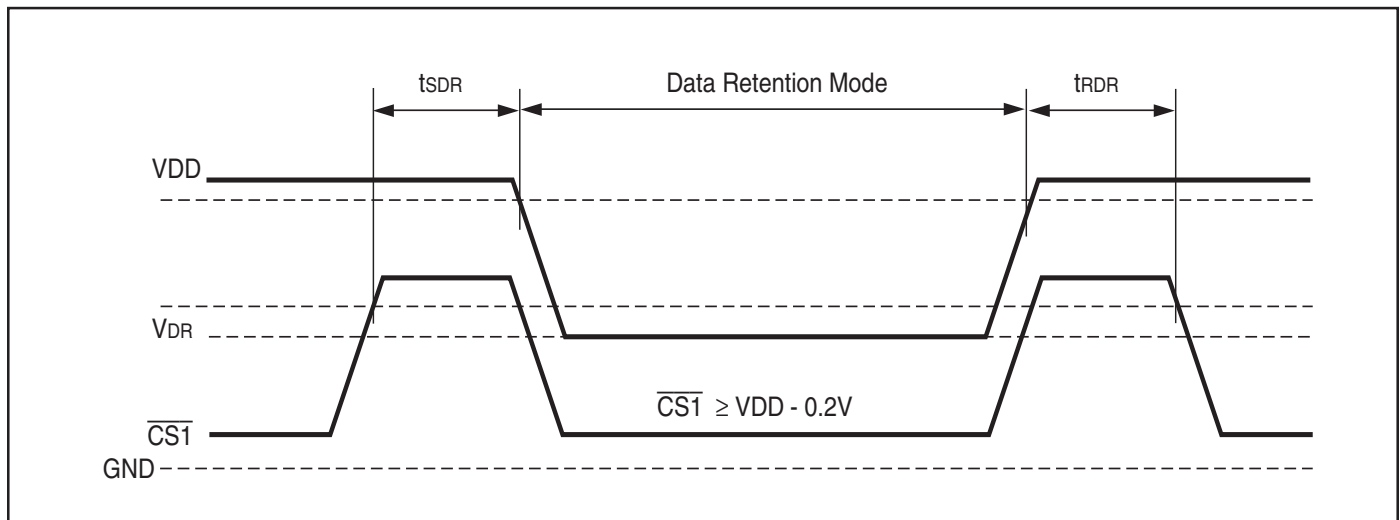 tSDR Data Retention Mode tRDR
VDD
VDR
CS1 ≥ VDD - 0.2V
CS1
GND